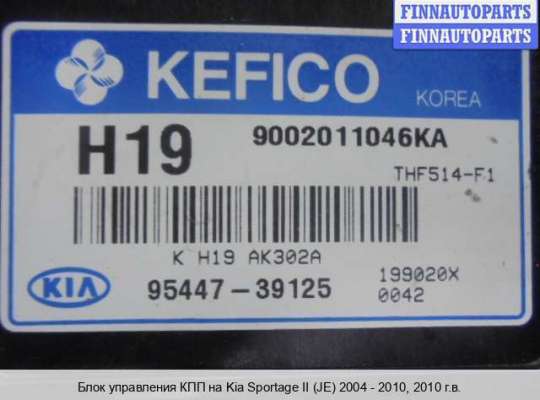 FINNAUTOPARTS
FINNAUTOPARTS
KEFICO KOREA
H19 9002011046KA
THF514-F1
K H19 AK302A
KIA 95447-39125 199020X
0042
Блок управления КПП на Kia Sportage II (JE) 2004 - 2010, 2010 г.в.